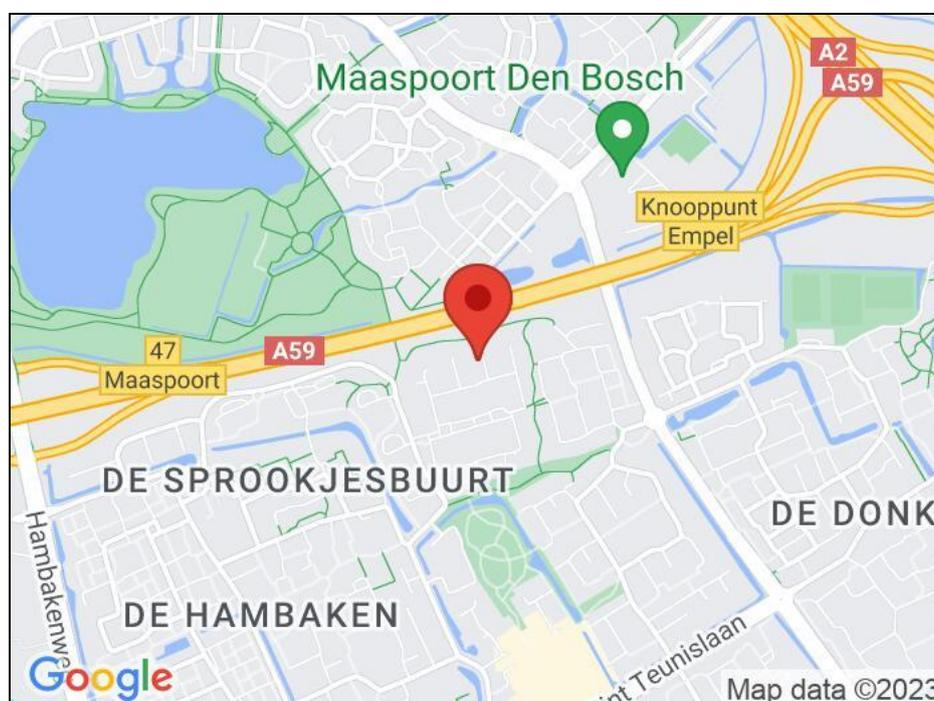 A2
A59
Maaspoort Den Bosch
Knooppunt
Empel
47
Maaspoort
A59
DE SPROOKJESBUURT
DE DONK
Hambakenwe
DE HAMBAKEN
int Teunislaan
Google
Map data ©2023